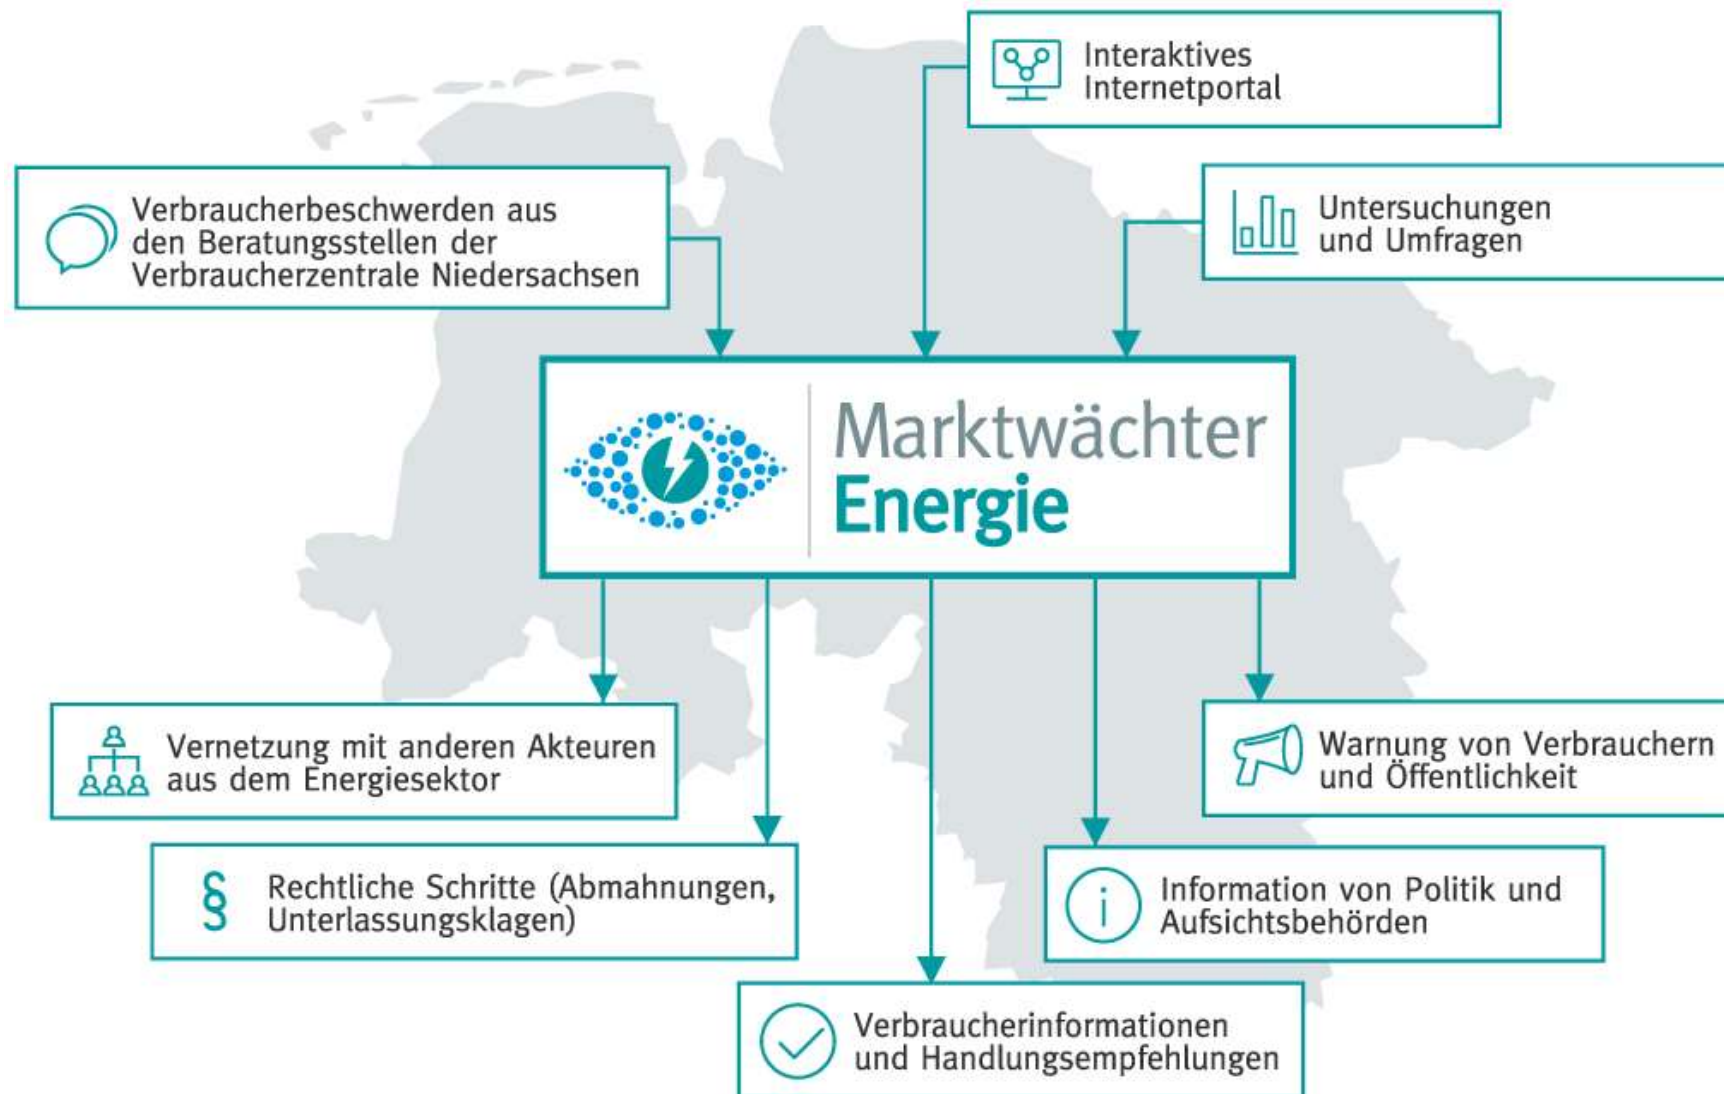 Interaktives
Internetportal
Verbraucherbeschwerden aus
den Beratungsstellen der
Verbraucherzentrale Niedersachsen
Untersuchungen
und Umfragen
Marktwächter
Energie
Vernetzung mit anderen Akteuren
aus dem Energiesektor
Warnung von Verbrauchern
und Öffentlichkeit
§
Rechtliche Schritte (Abmahnungen,
Unterlassungsklagen)
i
Information von Politik und
Aufsichtsbehörden
Verbraucherinformationen
und Handlungsempfehlungen